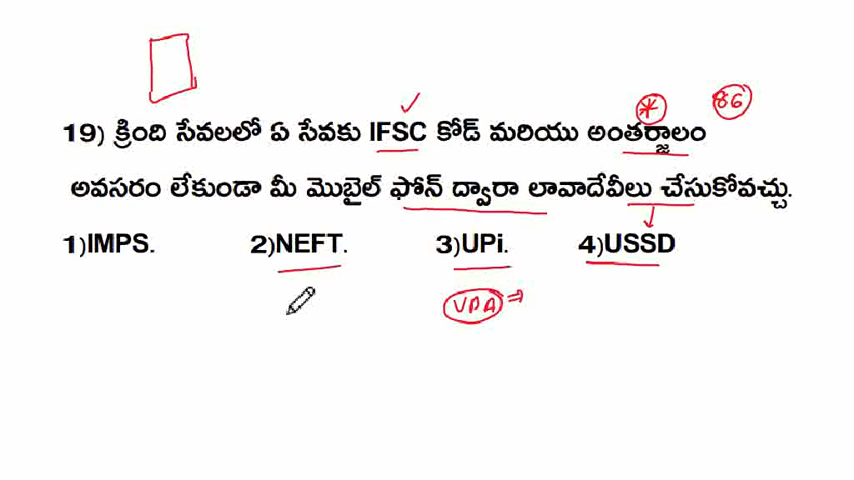 * 86
19) క్రింది సేవలలో ఏ సేవకు IFSC కోడ్ మరియు అంతర్జాలం
అవసరం లేకుండా మీ మొబైల్ ఫోన్ ద్వారా లావాదేవీలు చేసుకోవచ్చు.
1)IMPS. 2)NEFT. 3)UPi. 4)USSD
VPA ⇒